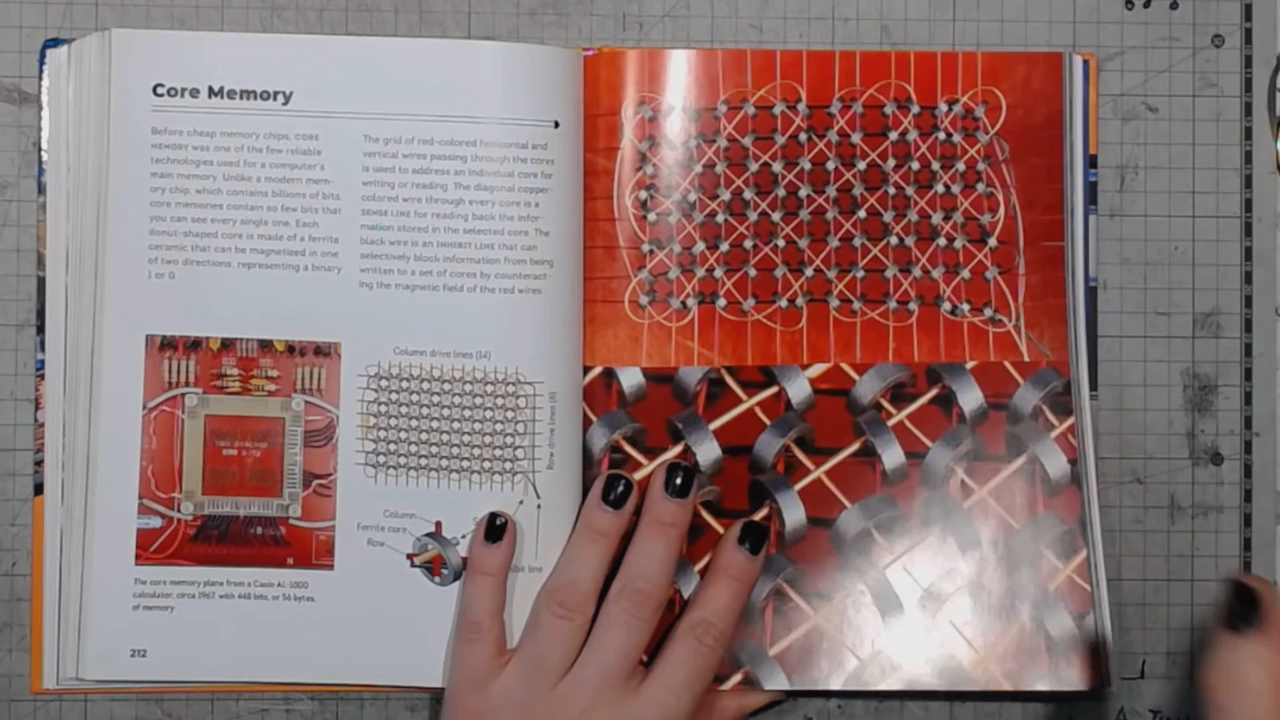 Core Memory
Before cheap memory chips, CORE
MEMORY was one of the few reliable
technologies used for a computer's
main memory. Unlike a modern mem-
ory chip, which contains billions of bits,
core memories contain so few bits that
you can see every single one. Each
donut-shaped core is made of a ferrite
ceramic that can be magnetized in one
of two directions, representing a binary
1 or 0.
The grid of red-colored horizontal and
vertical wires passing through the cores
is used to address an individual core for
writing or reading. The diagonal copper-
colored wire through every core is a
SENSE LINE for reading back the infor-
mation stored in the selected core. The
black wire is an INHIBIT LINE that can
selectively block information from being
written to a set of cores by counteract-
ing the magnetic field of the red wires.
Column drive lines (14)
Row drive lines (8)
Column
Ferrite core
Row
line
N
The core memory plane from a Casio AL-1000
calculator, circa 1967, with 448 bits, or 56 bytes,
of memory
212